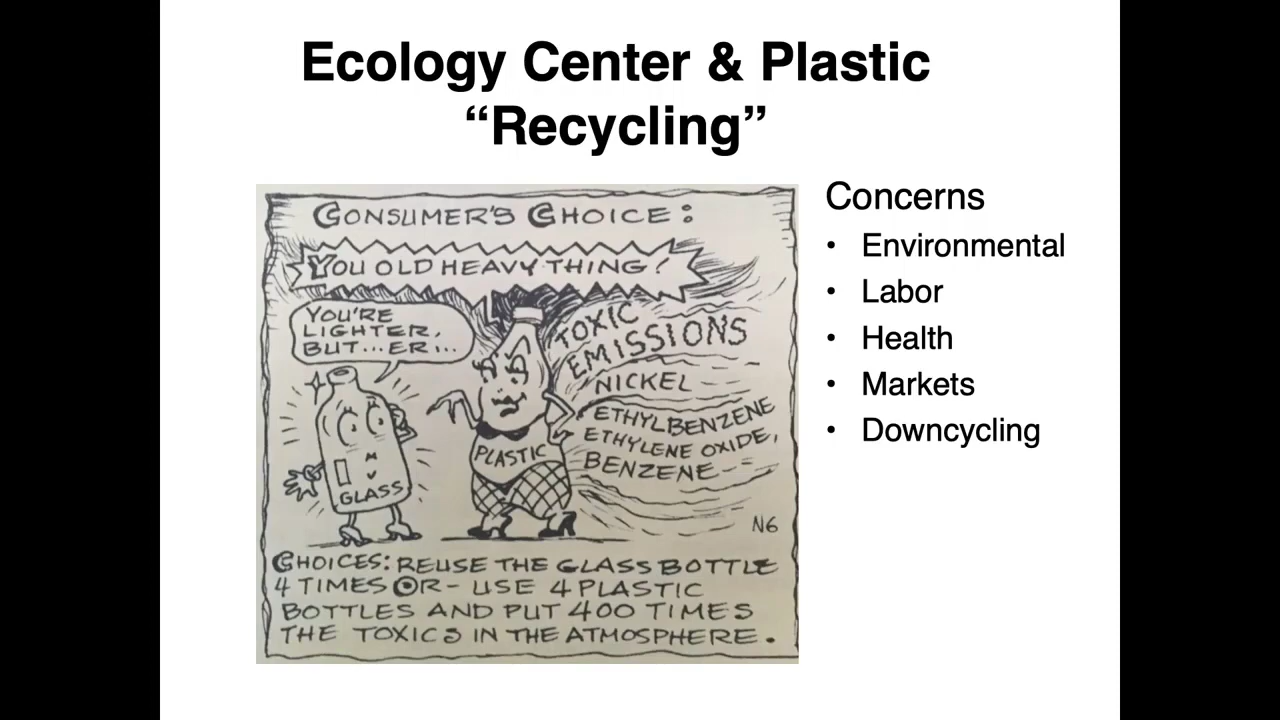 Ecology Center & Plastic
“Recycling”
CONSUMER'S CHOICE:
YOU OLD HEAVY THING!
YOU'RE
LIGHTER,
BUT...ER...
TOXIC
EMISSIONS
NICKEL
ETHYLBENZENE
ETHYLENE OXIDE,
BENZENE
PLASTIC
GLASS
N6
CHOICES: REUSE THE GLASS BOTTLE
4 TIMES OR- USE 4 PLASTIC
BOTTLES AND PUT 400 TIMES
THE TOXICS IN THE ATMOSPHERE.
Concerns
• Environmental
• Labor
• Health
• Markets
• Downcycling